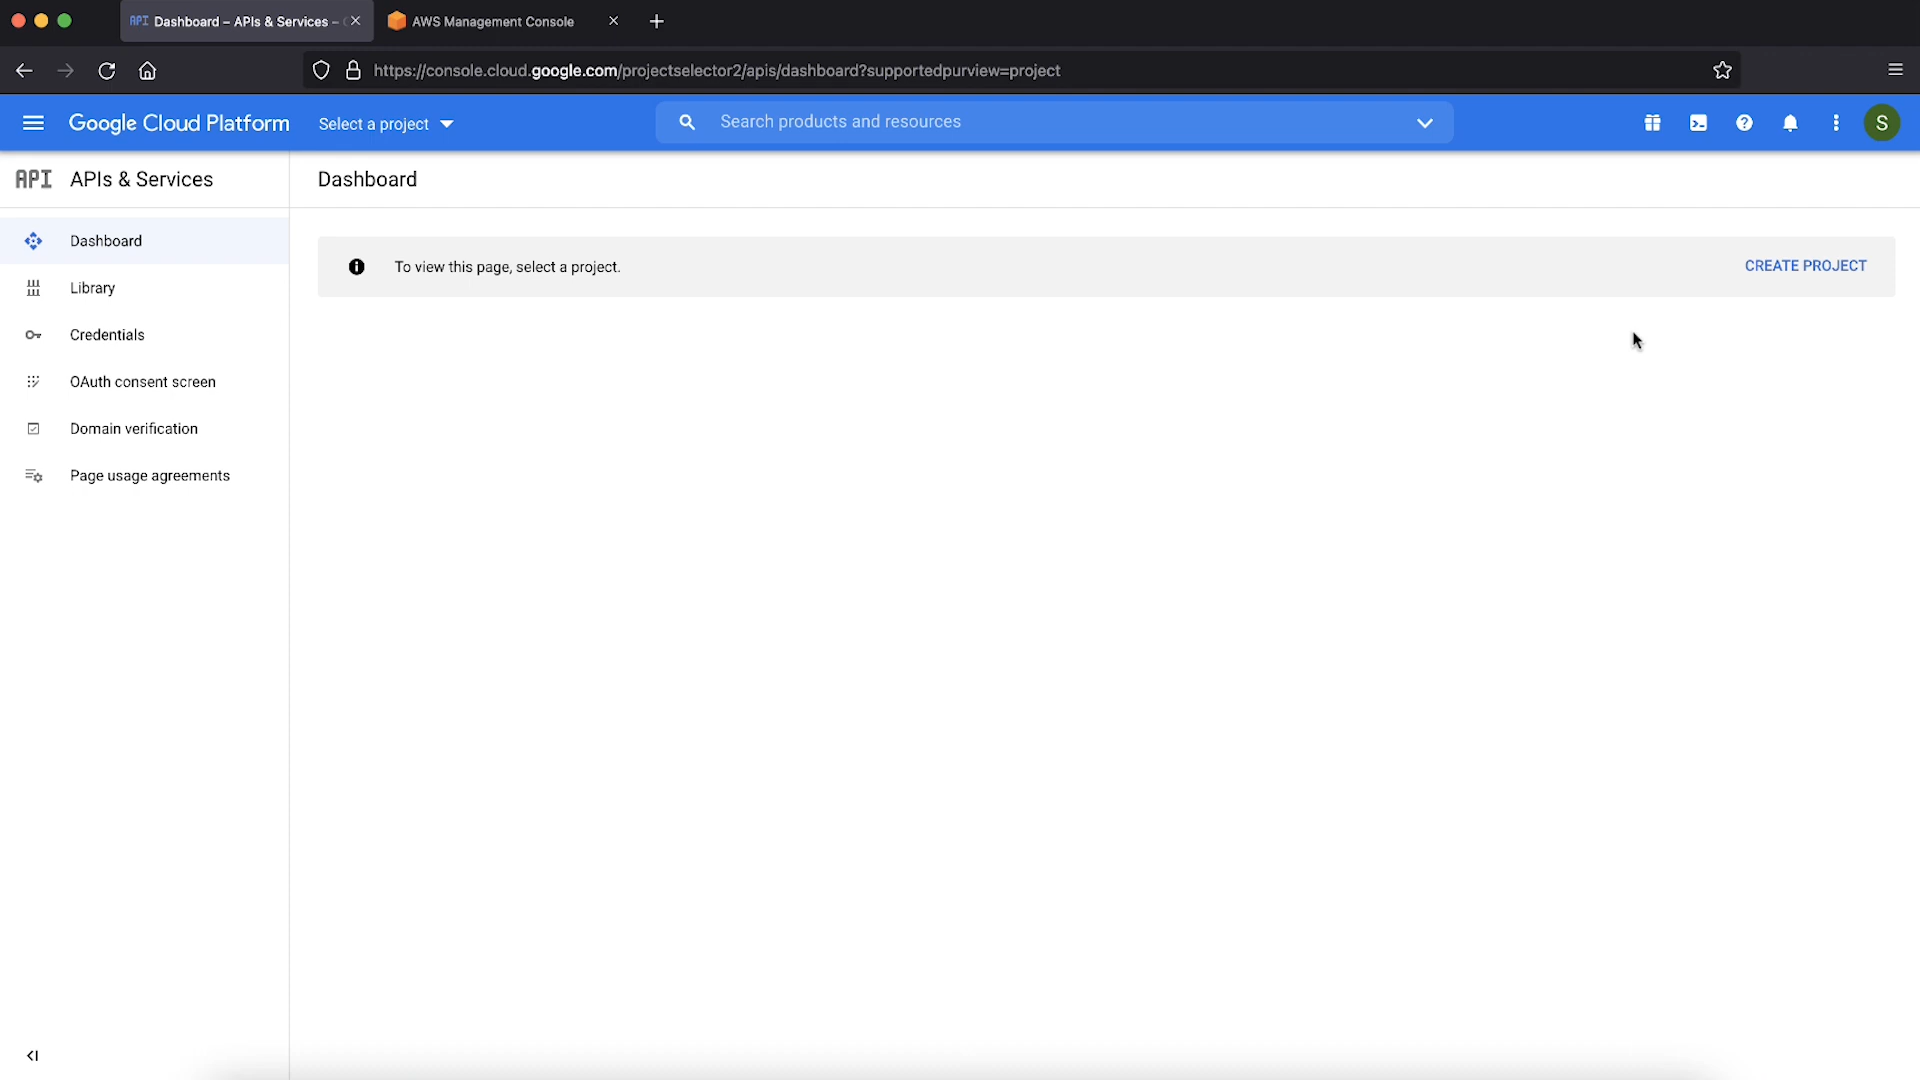 API Dashboard – APIs & Services –
AWS Management Console
https://console.cloud.google.com/projectselector2/apis/dashboard?supportedpurview=project
Google Cloud Platform
Select a project
Search products and resources
S
API APIs & Services
Dashboard
Dashboard
To view this page, select a project.
CREATE PROJECT
Library
Credentials
OAuth consent screen
Domain verification
Page usage agreements